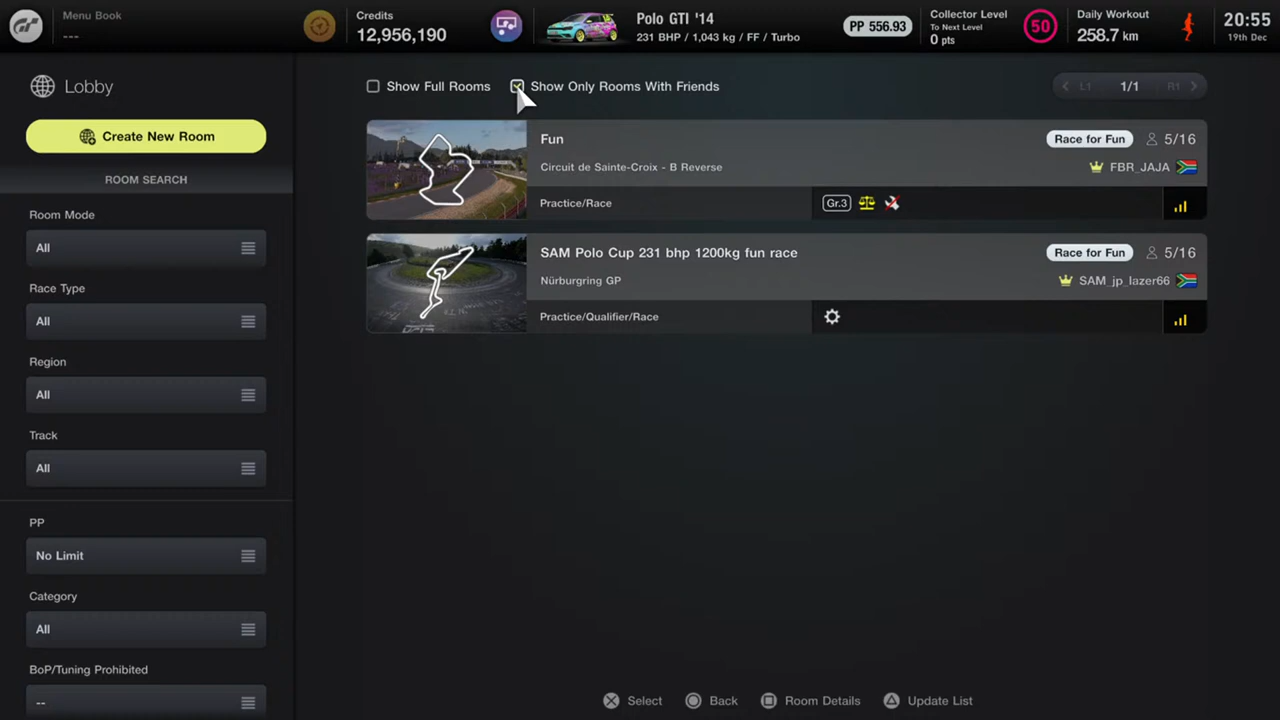 Menu Book
---
Credits
12,956,190
Polo GTI '14
231 BHP / 1,043 kg / FF / Turbo
PP 556.93
Collector Level
To Next Level
0 pts
50
Daily Workout
258.7 km
20:55
19th Dec
Lobby
Show Full Rooms
Show Only Rooms With Friends
L1 1/1 R1
Create New Room
ROOM SEARCH
Room Mode
All
Race Type
All
Region
All
Track
All
PP
No Limit
Category
All
BoP/Tuning Prohibited
--
Fun
Race for Fun
5/16
Circuit de Sainte-Croix - B Reverse
FBR_JAJA
Practice/Race
Gr.3
SAM Polo Cup 231 bhp 1200kg fun race
Race for Fun
5/16
Nürburgring GP
SAM_jp_lazer66
Practice/Qualifier/Race
Select
Back
Room Details
Update List